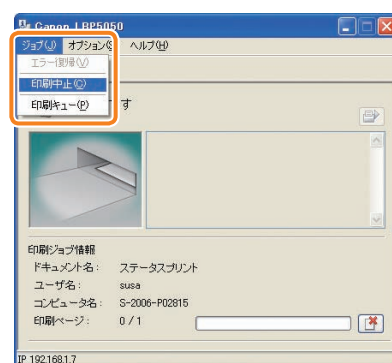 Canon LBP5050
ジョブ(J) オプション(O ヘルプ(H)
エラー復帰(V)
印刷中止(C)
印刷キュー(P)
す
印刷ジョブ情報
ドキュメント名： ステータスプリント
ユーザ名： susa
コンピュータ名： S-2006-P02815
印刷ページ： 0 / 1
IP 192.168.1.7